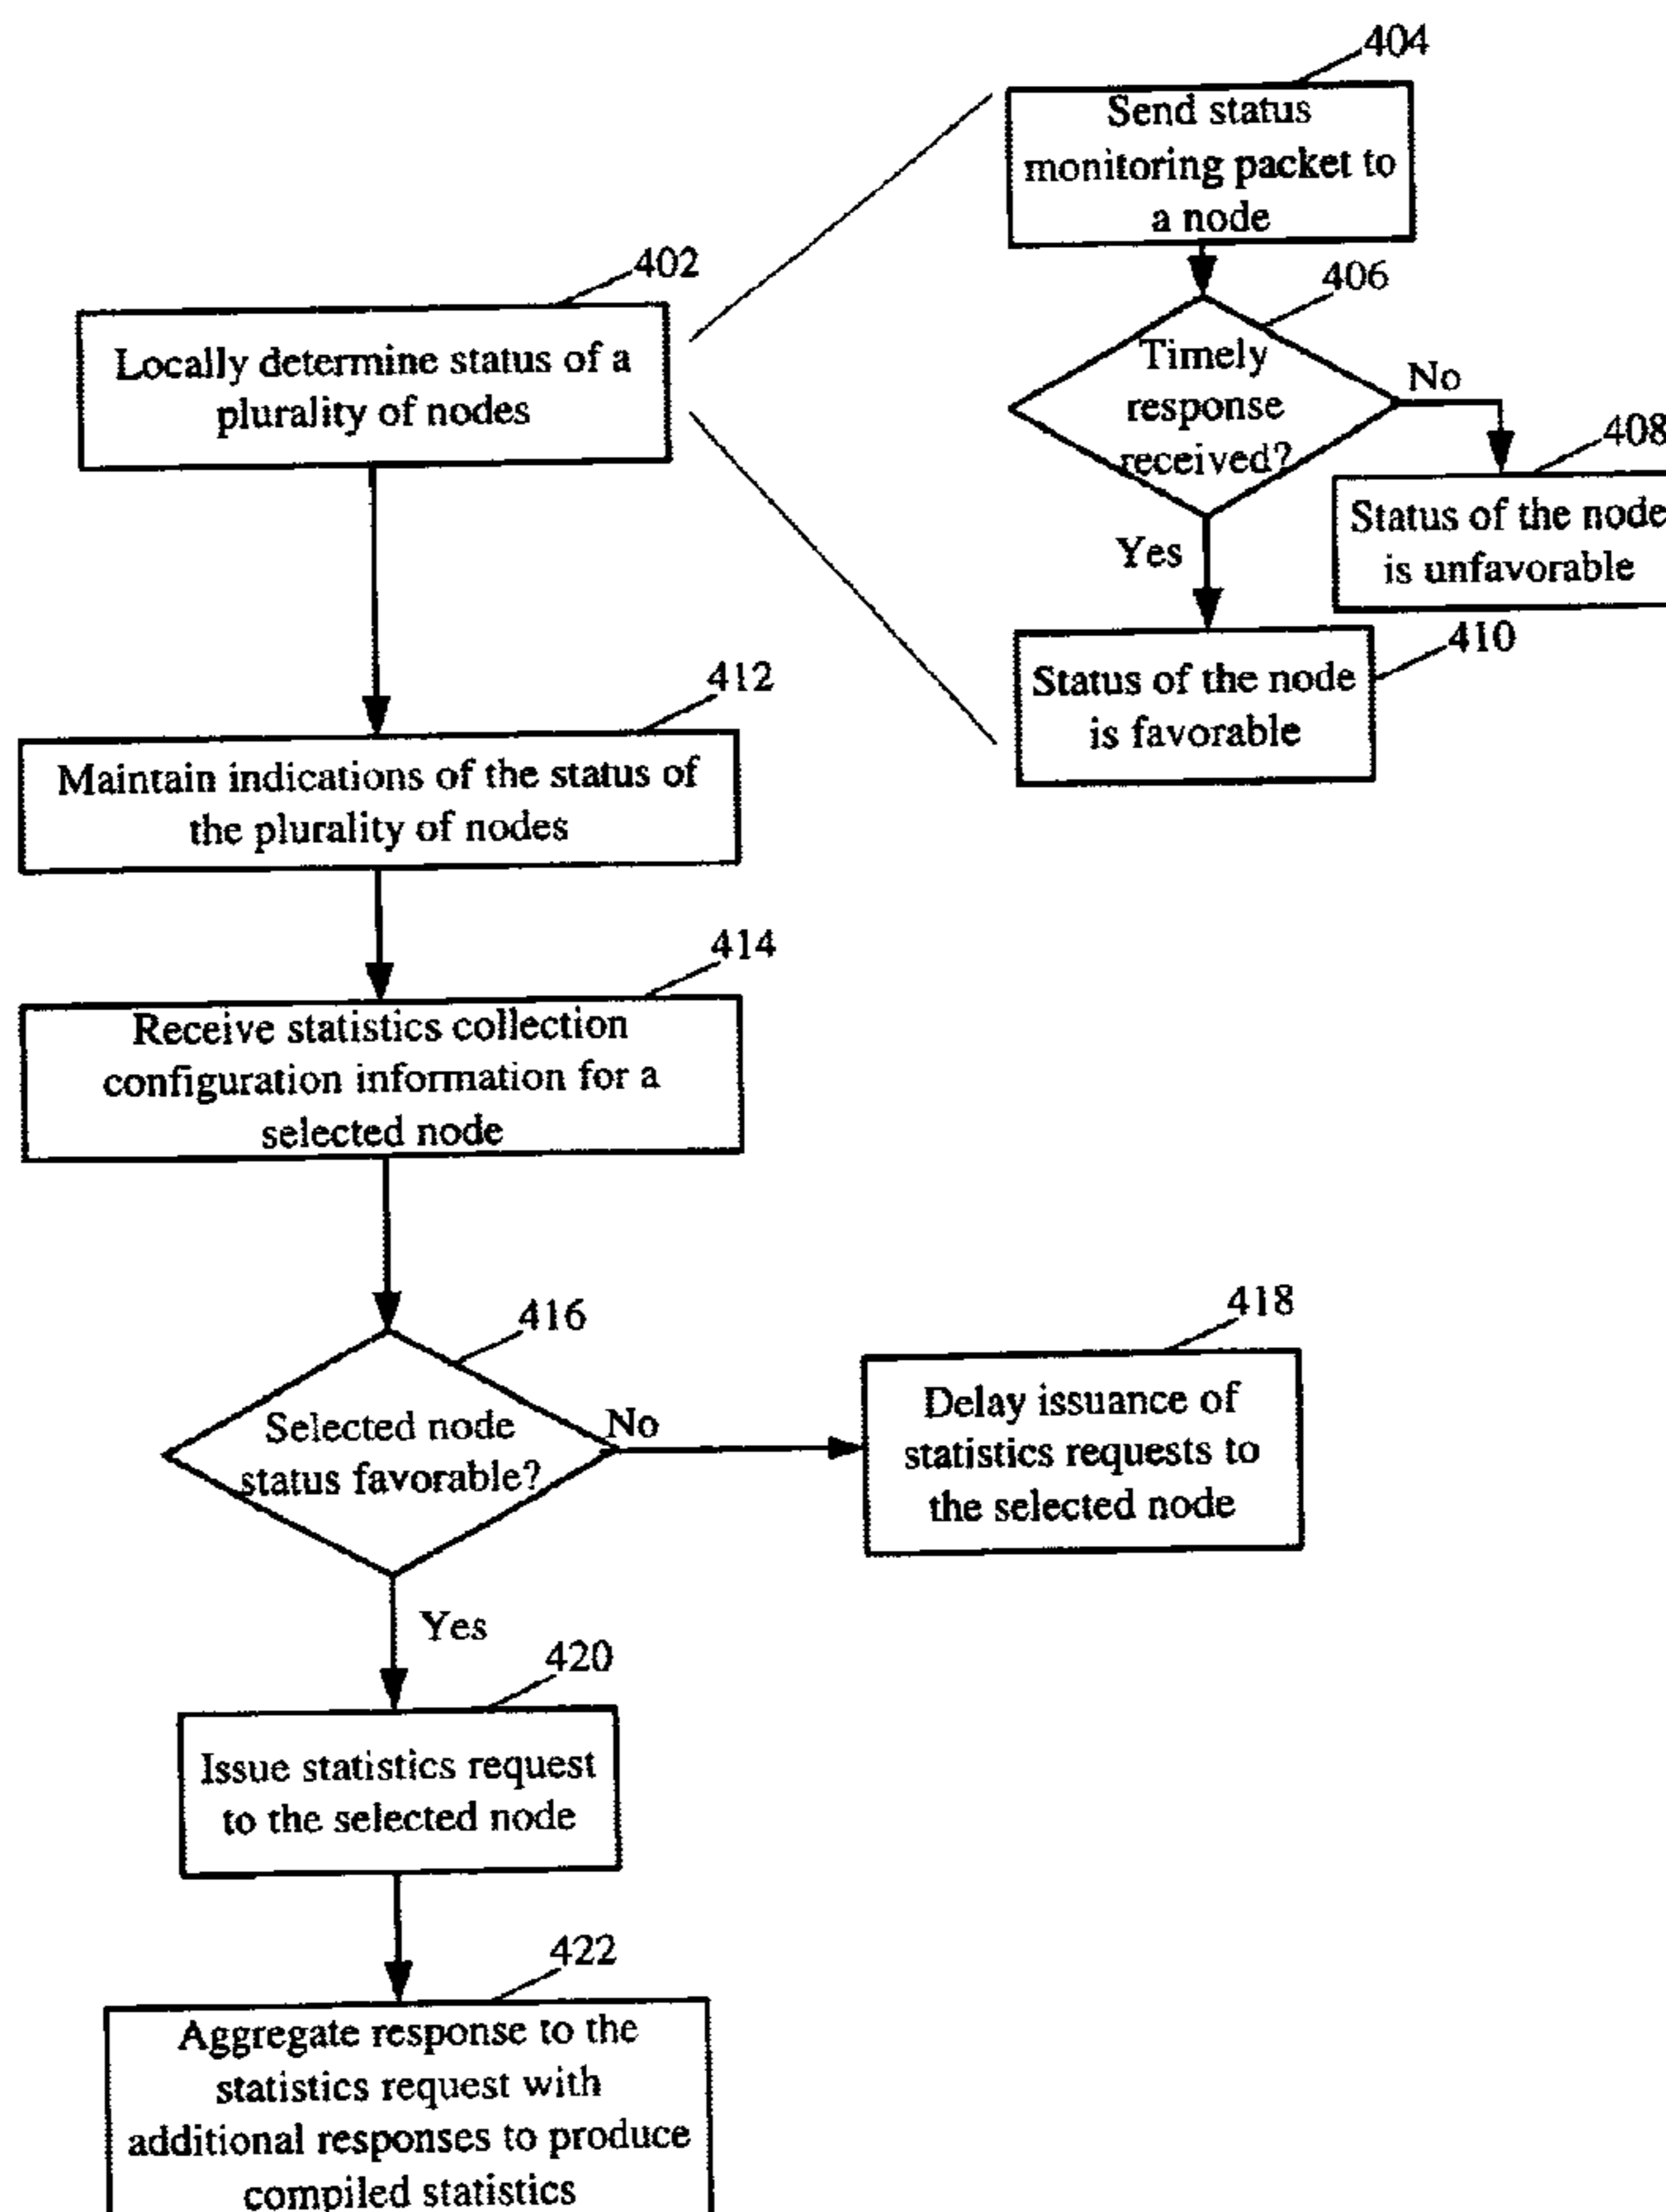 404
Send status
monitoring packet to
a node
402
Locally determine status of a
plurality of nodes
406
Timely
response
received?
No
408
Status of the node
is unfavorable
Yes
410
Status of the node
is favorable
412
Maintain indications of the status of
the plurality of nodes
414
Receive statistics collection
configuration information for a
selected node
416
Selected node
status favorable?
No
418
Delay issuance of
statistics requests to
the selected node
Yes
420
Issue statistics request
to the selected node
422
Aggregate response to the
statistics request with
additional responses to produce
compiled statistics